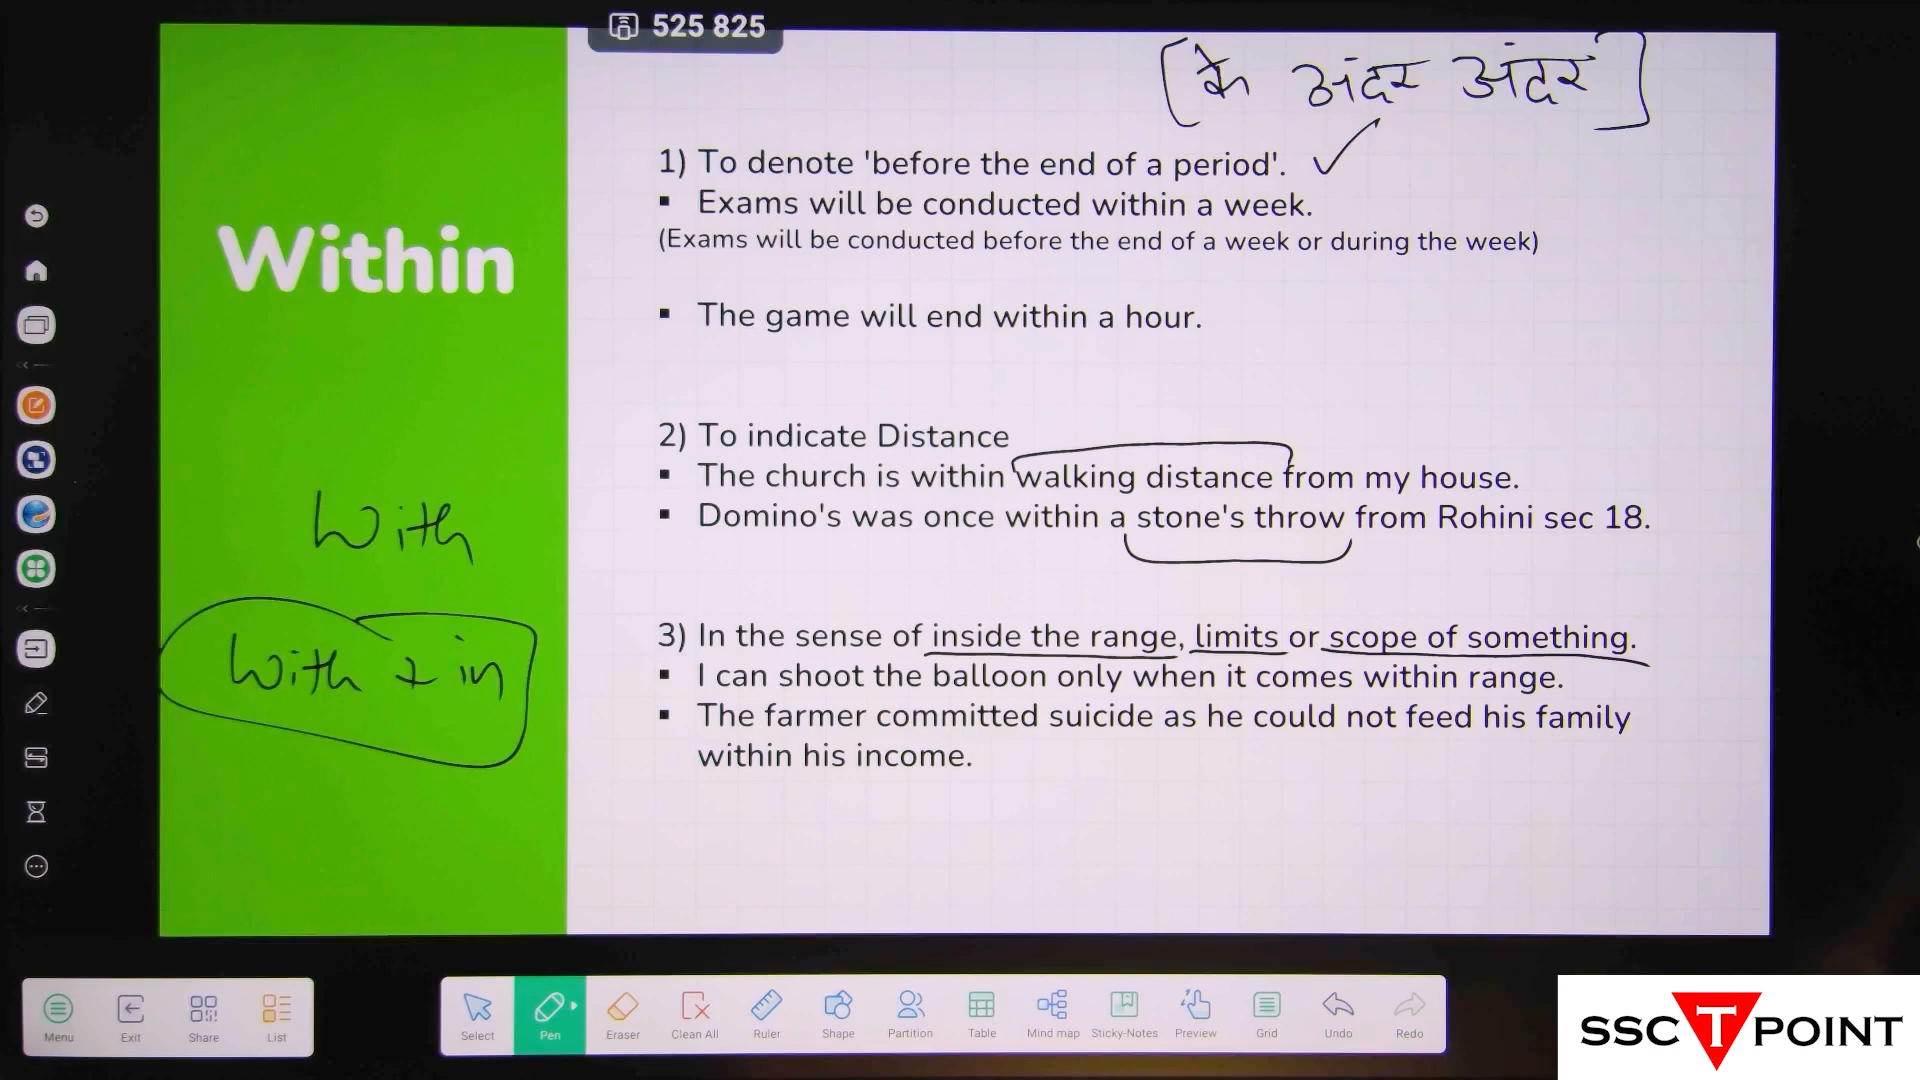 525 825
[के अंदर अंदर]
Within
1) To denote 'before the end of a period'.
▪ Exams will be conducted within a week.
(Exams will be conducted before the end of a week or during the week)
▪ The game will end within a hour.
2) To indicate Distance
▪ The church is within walking distance from my house.
▪ Domino's was once within a stone's throw from Rohini sec 18.
With
With + in
3) In the sense of inside the range, limits or scope of something.
▪ I can shoot the balloon only when it comes within range.
▪ The farmer committed suicide as he could not feed his family
within his income.
Menu Exit Share List
Select Pen Eraser Clean All Ruler Shape Partition Table Mind map Sticky-Notes Preview Grid Undo Redo
SSC T POINT